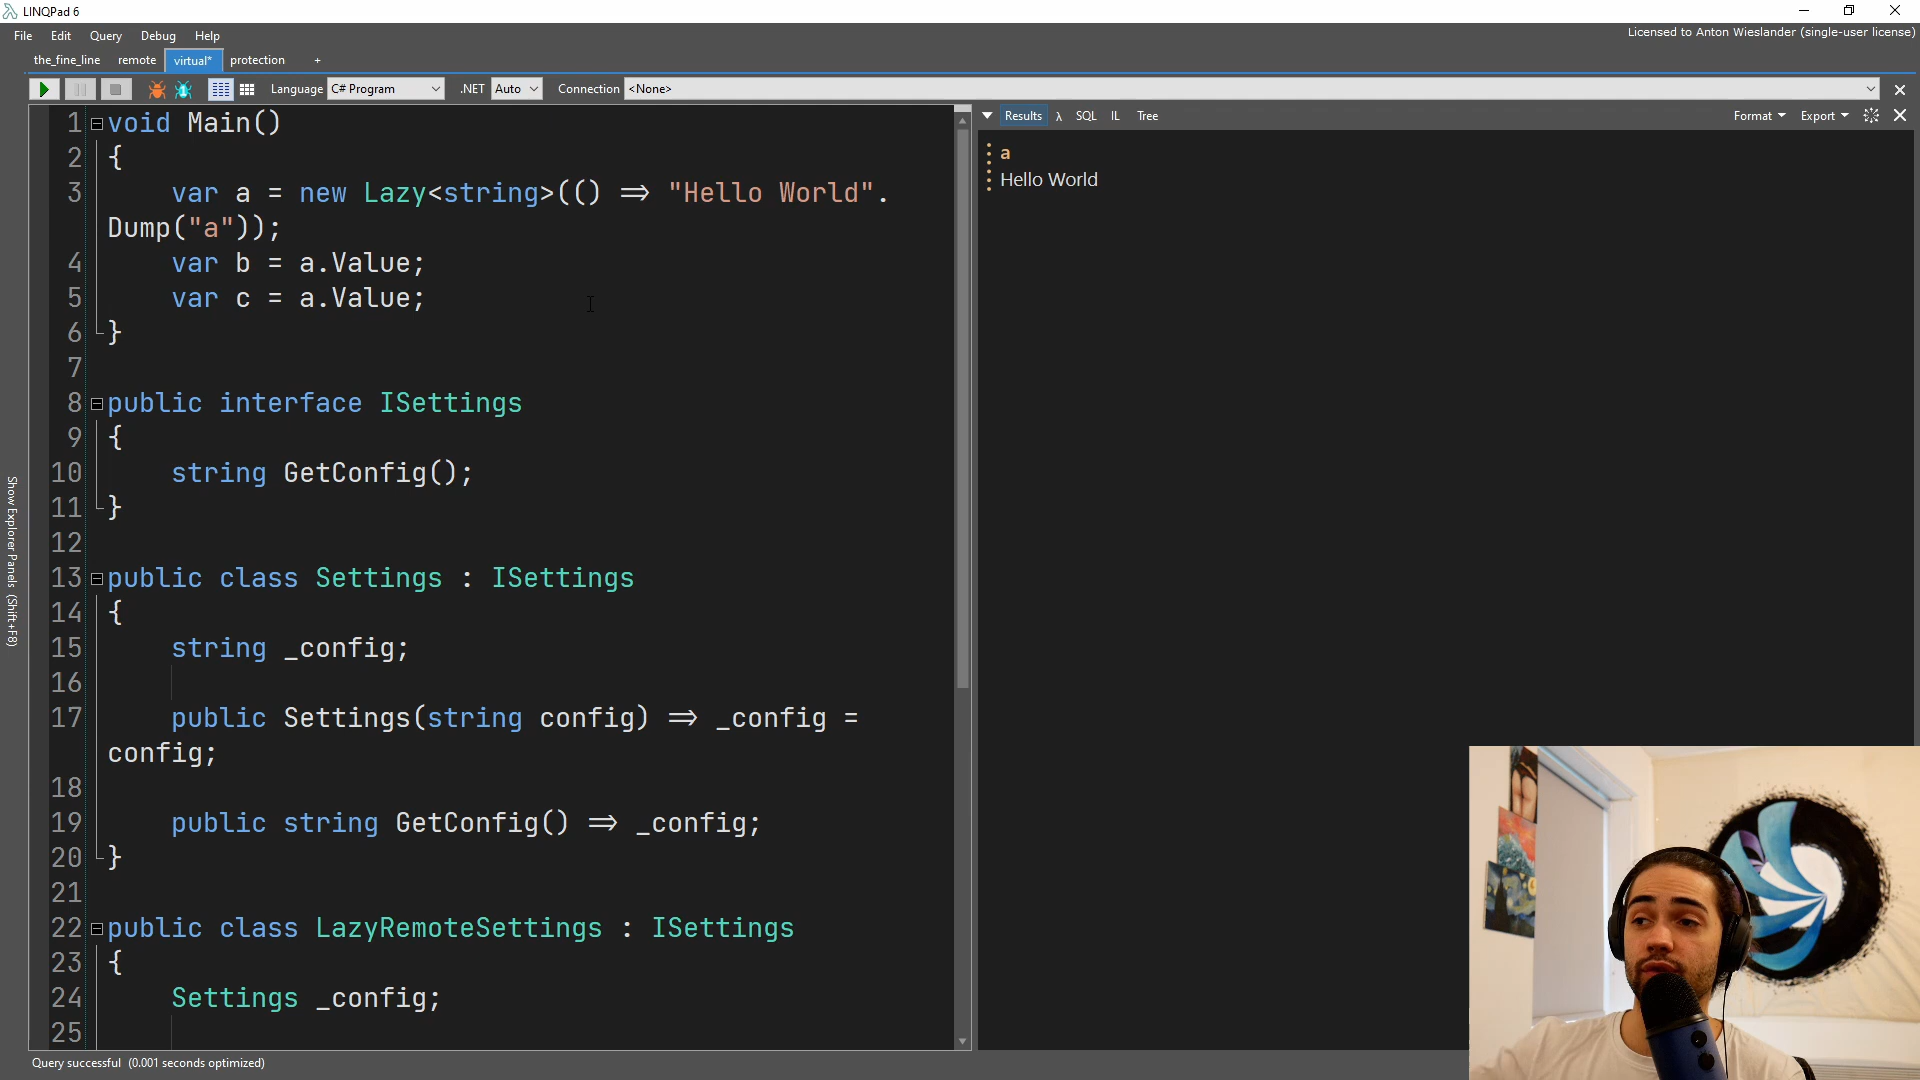 LINQPad 6
File Edit Query Debug Help
Licensed to Anton Wieslander (single-user license)
the_fine_line remote virtual* protection +
Language C# Program .NET Auto Connection <None>
Results λ SQL IL Tree
Format Export
1 void Main()
2 {
3 var a = new Lazy<string>(() => "Hello World".
Dump("a"));
4 var b = a.Value;
5 var c = a.Value;
6 }
7
8 public interface ISettings
9 {
10 string GetConfig();
11 }
12
13 public class Settings : ISettings
14 {
15 string _config;
16
17 public Settings(string config) => _config =
config;
18
19 public string GetConfig() => _config;
20 }
21
22 public class LazyRemoteSettings : ISettings
23 {
24 Settings _config;
25
a
Hello World
Show Explorer Panels (Shift+F8)
Query successful (0.001 seconds optimized)